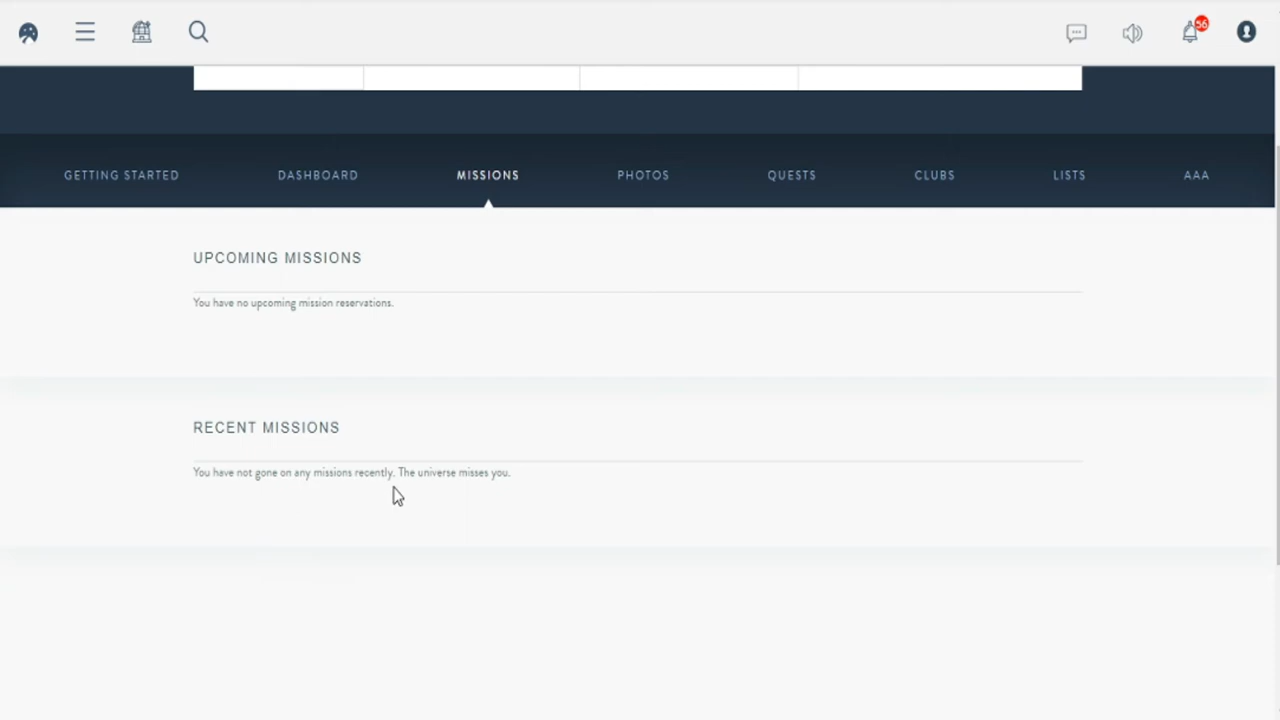 56
GETTING STARTED DASHBOARD MISSIONS PHOTOS QUESTS CLUBS LISTS AAA
UPCOMING MISSIONS
You have no upcoming mission reservations.
RECENT MISSIONS
You have not gone on any missions recently. The universe misses you.